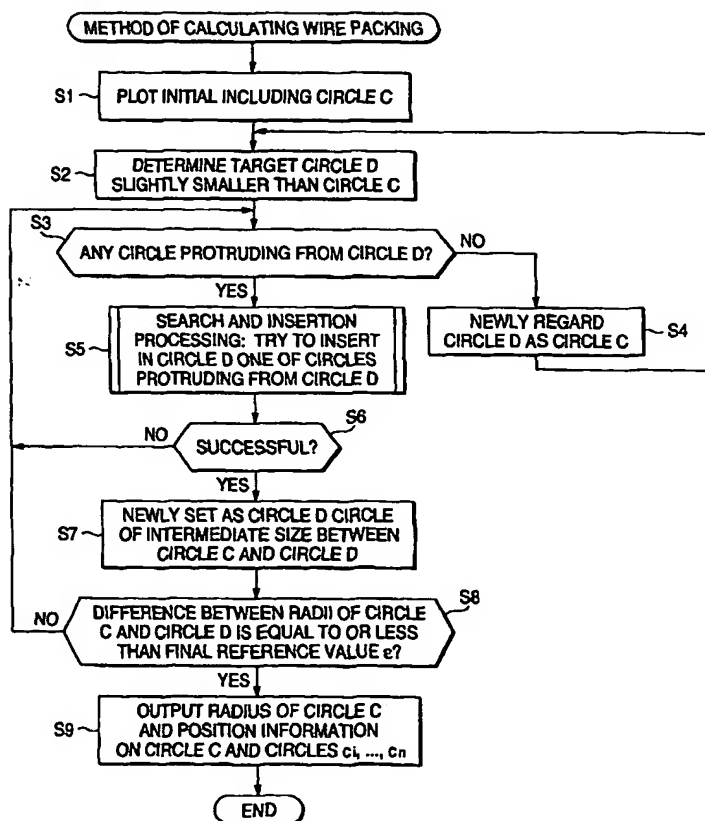 METHOD OF CALCULATING WIRE PACKING
S1
PLOT INITIAL INCLUDING CIRCLE C
S2
DETERMINE TARGET CIRCLE D
SLIGHTLY SMALLER THAN CIRCLE C
S3
ANY CIRCLE PROTRUDING FROM CIRCLE D?
NO
YES
S4
NEWLY REGARD
CIRCLE D AS CIRCLE C
S5
SEARCH AND INSERTION
PROCESSING: TRY TO INSERT
IN CIRCLE D ONE OF CIRCLES
PROTRUDING FROM CIRCLE D
S6
NO
SUCCESSFUL?
YES
S7
NEWLY SET AS CIRCLE D CIRCLE
OF INTERMEDIATE SIZE BETWEEN
CIRCLE C AND CIRCLE D
S8
NO
DIFFERENCE BETWEEN RADII OF CIRCLE
C AND CIRCLE D IS EQUAL TO OR LESS
THAN FINAL REFERENCE VALUE ε?
YES
S9
OUTPUT RADIUS OF CIRCLE C
AND POSITION INFORMATION
ON CIRCLE C AND CIRCLES ci, ..., cn
END